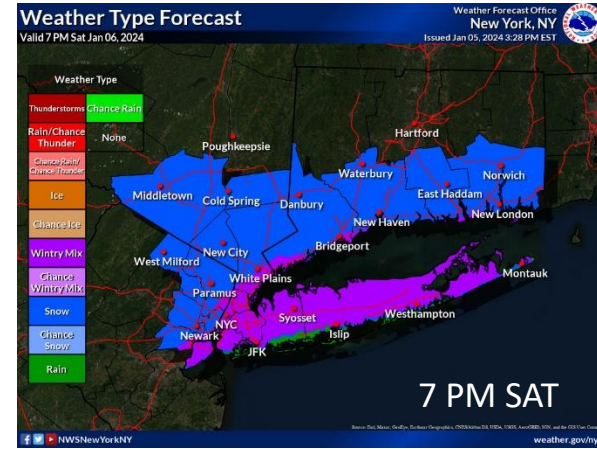 Weather Type Forecast
Valid 7 PM Sat Jan 06, 2024
Weather Forecast Office
New York, NY
Issued Jan 05, 2024 3:28 PM EST
Weather Type
Thunderstorms
Chance Rain
Rain/Chance
Thunder
None
Chance Rain/
Chance Thunder
Ice
Chance Ice
Wintry Mix
Chance
Wintry Mix
Snow
Chance
Snow
Rain
Poughkeepsie
Hartford
Waterbury
Norwich
Middletown
Cold Spring
Danbury
East Haddam
New Haven
New London
Bridgeport
West Milford
New City
White Plains
Montauk
Paramus
NYC
Syosset
Westhampton
Newark
Islip
JFK
7 PM SAT
NWSNewYorkNY
weather.gov/ny